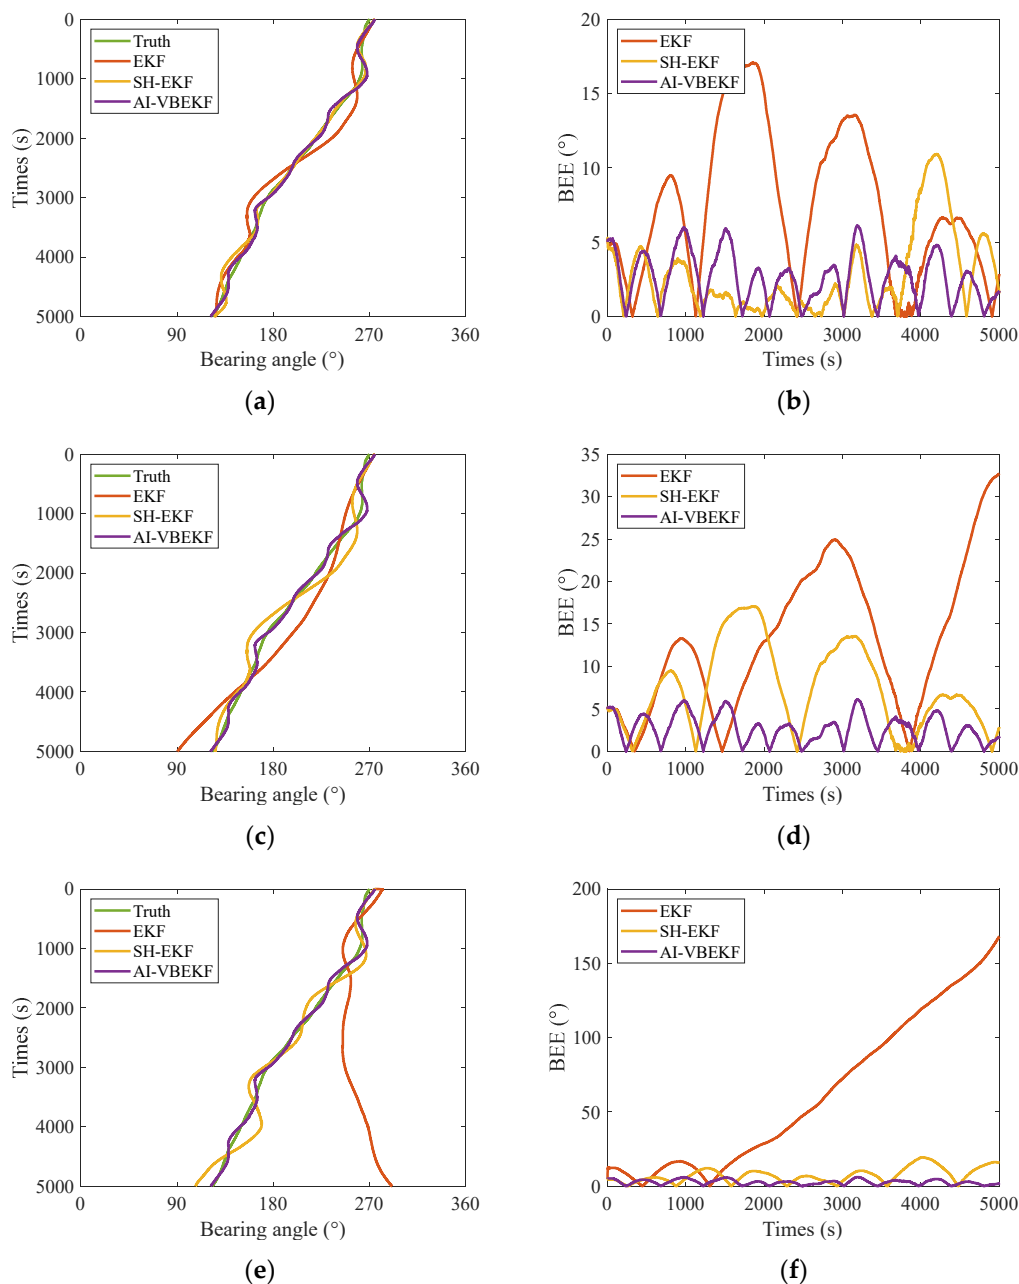 0
1000
2000
3000
4000
5000
Times (s)
0 90 180 270 360
Bearing angle (°)
Truth
EKF
SH-EKF
AI-VBEKF
(a)
20
15
10
5
0
BEE (°)
0 1000 2000 3000 4000 5000
Times (s)
EKF
SH-EKF
AI-VBEKF
(b)
0
1000
2000
3000
4000
5000
Times (s)
0 90 180 270 360
Bearing angle (°)
Truth
EKF
SH-EKF
AI-VBEKF
(c)
35
30
25
20
15
10
5
0
BEE (°)
0 1000 2000 3000 4000 5000
Times (s)
EKF
SH-EKF
AI-VBEKF
(d)
0
1000
2000
3000
4000
5000
Times (s)
0 90 180 270 360
Bearing angle (°)
Truth
EKF
SH-EKF
AI-VBEKF
(e)
200
150
100
50
0
BEE (°)
0 1000 2000 3000 4000 5000
Times (s)
EKF
SH-EKF
AI-VBEKF
(f)